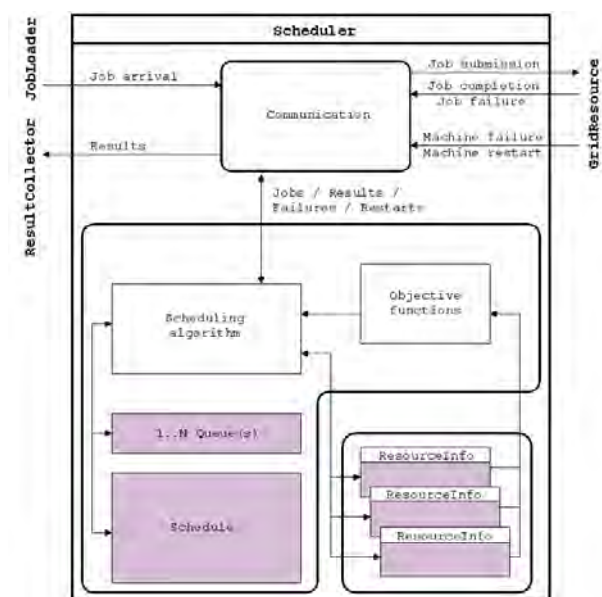 Scheduler
JobLoader
Job arrival
Job submission
Job completion
Job failure
Communication
GridResource
Results
Machine failure
Machine restart
ResultCollector
Jobs / Results /
Failures / Restarts
Scheduling
algorithm
Objective
functions
1..N Queue(s)
Schedule
ResourceInfo
ResourceInfo
ResourceInfo